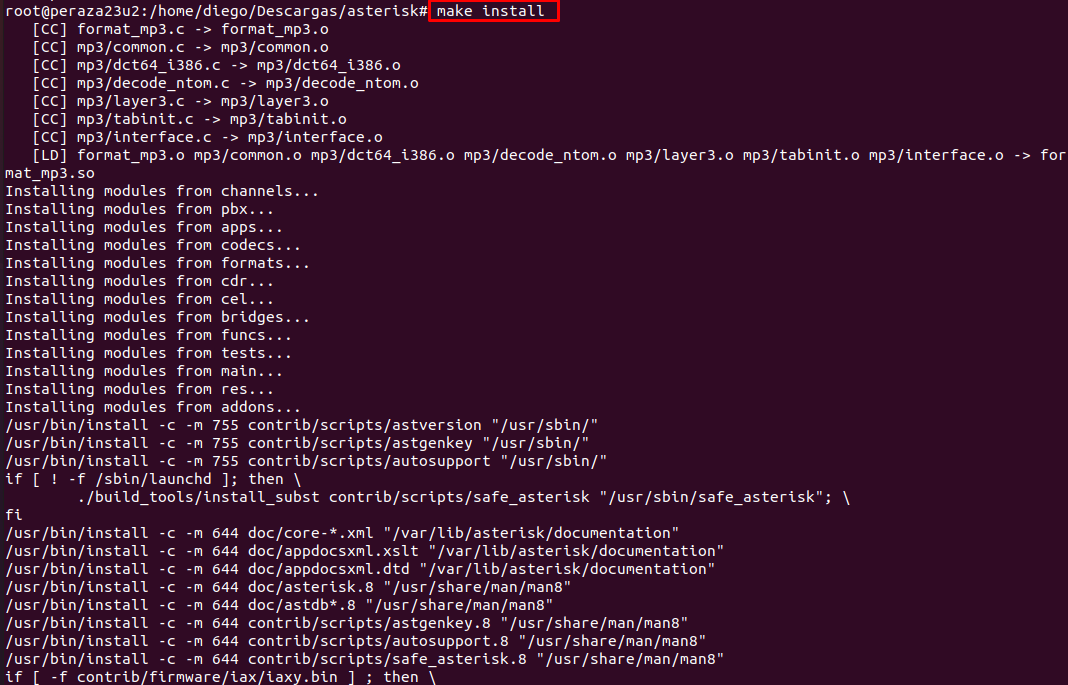 root@peraza23u2:/home/diego/Descargas/asterisk# make install
   [CC] format_mp3.c -> format_mp3.o
   [CC] mp3/common.c -> mp3/common.o
   [CC] mp3/dct64_i386.c -> mp3/dct64_i386.o
   [CC] mp3/decode_ntom.c -> mp3/decode_ntom.o
   [CC] mp3/layer3.c -> mp3/layer3.o
   [CC] mp3/tabinit.c -> mp3/tabinit.o
   [CC] mp3/interface.c -> mp3/interface.o
   [LD] format_mp3.o mp3/common.o mp3/dct64_i386.o mp3/decode_ntom.o mp3/layer3.o mp3/tabinit.o mp3/interface.o -> for
mat_mp3.so
Installing modules from channels...
Installing modules from pbx...
Installing modules from apps...
Installing modules from codecs...
Installing modules from formats...
Installing modules from cdr...
Installing modules from cel...
Installing modules from bridges...
Installing modules from funcs...
Installing modules from tests...
Installing modules from main...
Installing modules from res...
Installing modules from addons...
/usr/bin/install -c -m 755 contrib/scripts/astversion "/usr/sbin/"
/usr/bin/install -c -m 755 contrib/scripts/astgenkey "/usr/sbin/"
/usr/bin/install -c -m 755 contrib/scripts/autosupport "/usr/sbin/"
if [ ! -f /sbin/launchd ]; then \
        ./build_tools/install_subst contrib/scripts/safe_asterisk "/usr/sbin/safe_asterisk"; \
fi
/usr/bin/install -c -m 644 doc/core-*.xml "/var/lib/asterisk/documentation"
/usr/bin/install -c -m 644 doc/appdocsxml.xslt "/var/lib/asterisk/documentation"
/usr/bin/install -c -m 644 doc/appdocsxml.dtd "/var/lib/asterisk/documentation"
/usr/bin/install -c -m 644 doc/asterisk.8 "/usr/share/man/man8"
/usr/bin/install -c -m 644 doc/astdb*.8 "/usr/share/man/man8"
/usr/bin/install -c -m 644 contrib/scripts/astgenkey.8 "/usr/share/man/man8"
/usr/bin/install -c -m 644 contrib/scripts/autosupport.8 "/usr/share/man/man8"
/usr/bin/install -c -m 644 contrib/scripts/safe_asterisk.8 "/usr/share/man/man8"
if [ -f contrib/firmware/iax/iaxy.bin ] ; then \